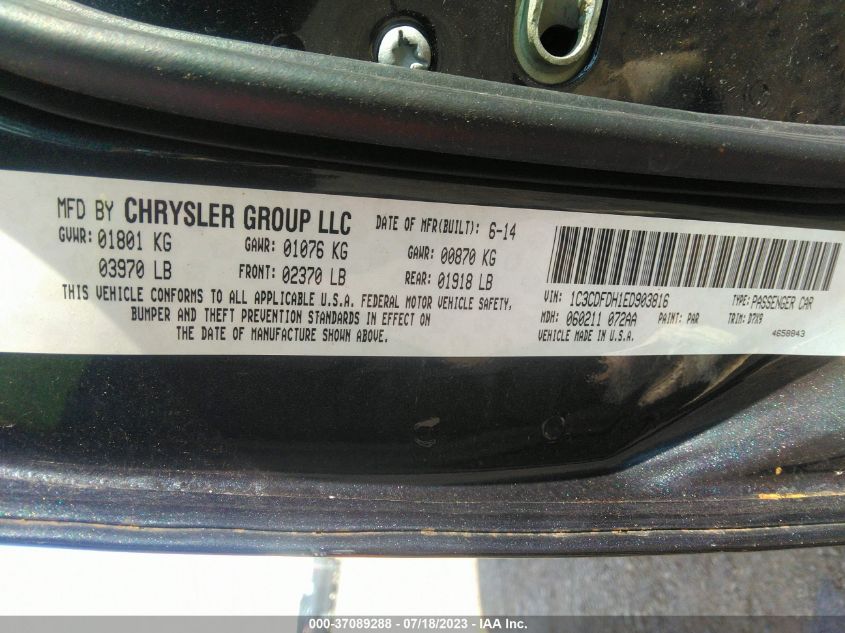 MFD BY CHRYSLER GROUP LLC DATE OF MFR(BUILT): 6-14
GVWR: 01801 KG GAWR: 01076 KG GAWR: 00870 KG
03970 LB FRONT: 02370 LB REAR: 01918 LB
THIS VEHICLE CONFORMS TO ALL APPLICABLE U.S.A. FEDERAL MOTOR VEHICLE SAFETY,
BUMPER AND THEFT PREVENTION STANDARDS IN EFFECT ON
THE DATE OF MANUFACTURE SHOWN ABOVE.
VIN: 1C3CDFDH1ED903816 TYPE: PASSENGER CAR
MDH: 060211 072AA PAINT: PAR TRIM: D7X9
VEHICLE MADE IN U.S.A. 4658843
000-37089288 - 07/18/2023 - IAA Inc.